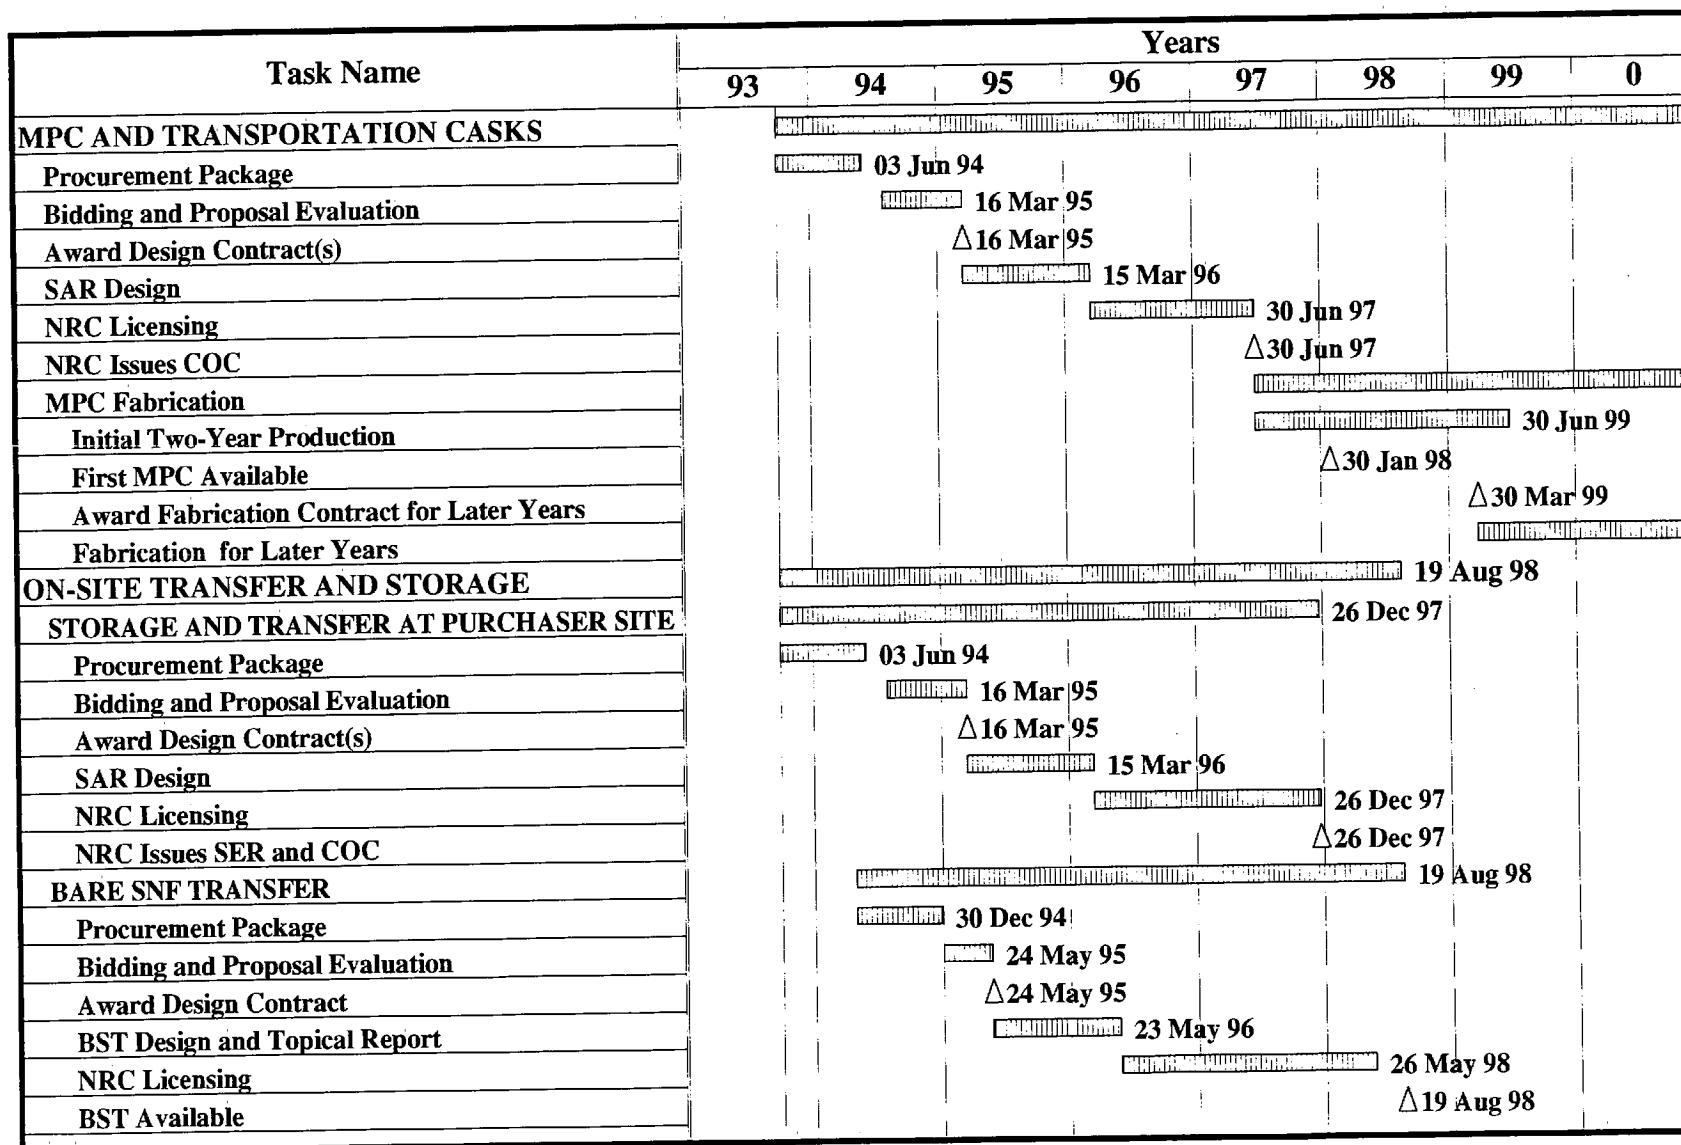 Task Name
Years
93 94 95 96 97 98 99 0
MPC AND TRANSPORTATION CASKS
Procurement Package 03 Jun 94
Bidding and Proposal Evaluation 16 Mar 95
Award Design Contract(s) 16 Mar 95
SAR Design 15 Mar 96
NRC Licensing 30 Jun 97
NRC Issues COC 30 Jun 97
MPC Fabrication
Initial Two-Year Production 30 Jun 99
First MPC Available 30 Jan 98
Award Fabrication Contract for Later Years 30 Mar 99
Fabrication for Later Years
ON-SITE TRANSFER AND STORAGE 19 Aug 98
STORAGE AND TRANSFER AT PURCHASER SITE 26 Dec 97
Procurement Package 03 Jun 94
Bidding and Proposal Evaluation 16 Mar 95
Award Design Contract(s) 16 Mar 95
SAR Design 15 Mar 96
NRC Licensing 26 Dec 97
NRC Issues SER and COC 26 Dec 97
BARE SNF TRANSFER 19 Aug 98
Procurement Package 30 Dec 94
Bidding and Proposal Evaluation 24 May 95
Award Design Contract 24 May 95
BST Design and Topical Report 23 May 96
NRC Licensing 26 May 98
BST Available 19 Aug 98